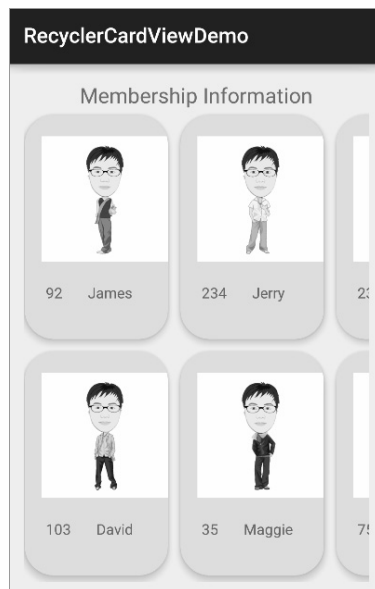 RecyclerCardViewDemo
Membership Information
92 James
234 Jerry
103 David
35 Maggie